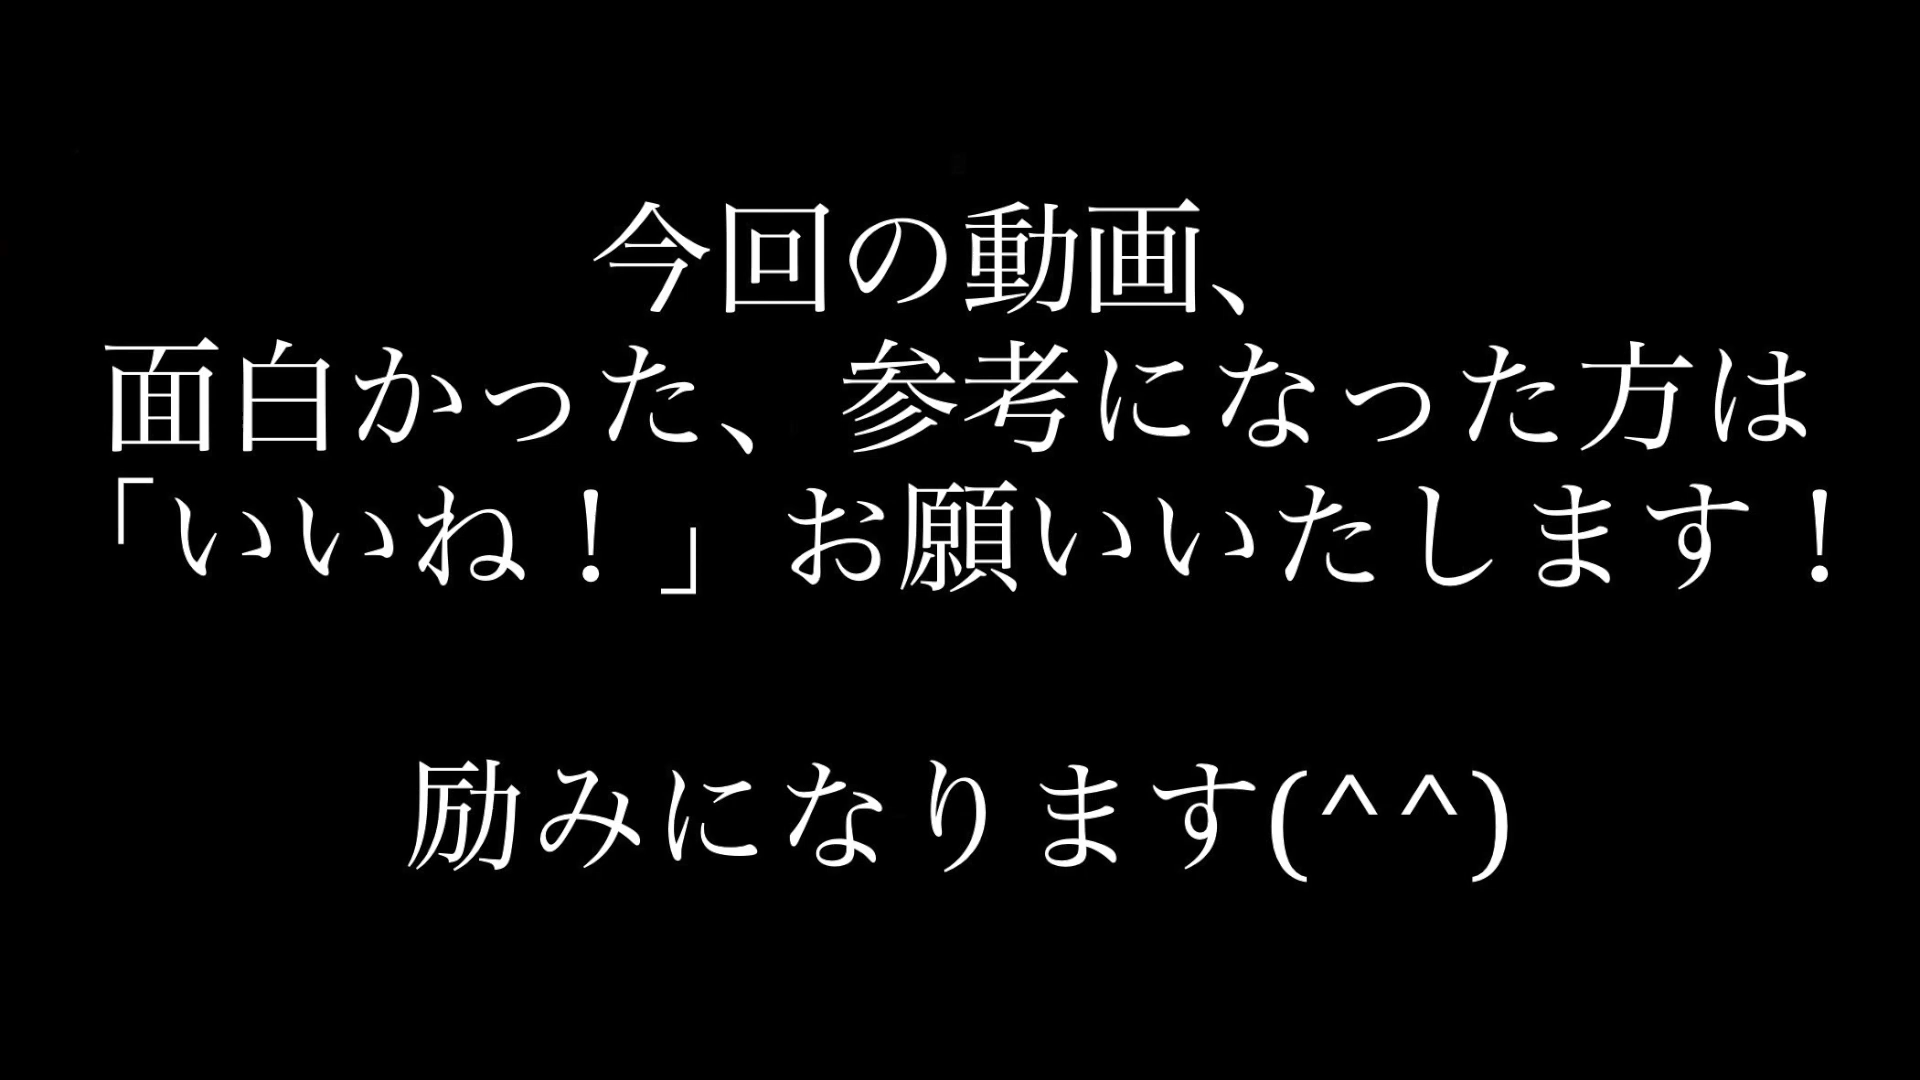 今回の動画、
面白かった、参考になった方は
「いいね！」お願いいたします！
励みになります(^^)